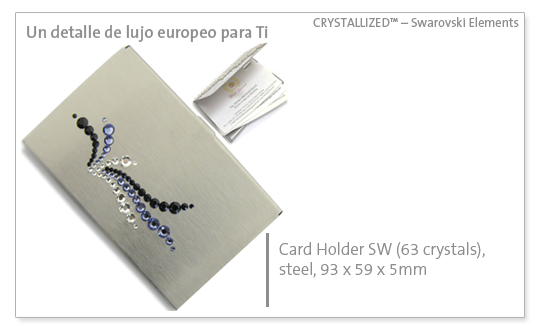 CRYSTALLIZED™ – Swarovski Elements
Un detalle de lujo europeo para Ti
Card Holder SW (63 crystals),
steel, 93 x 59 x 5mm